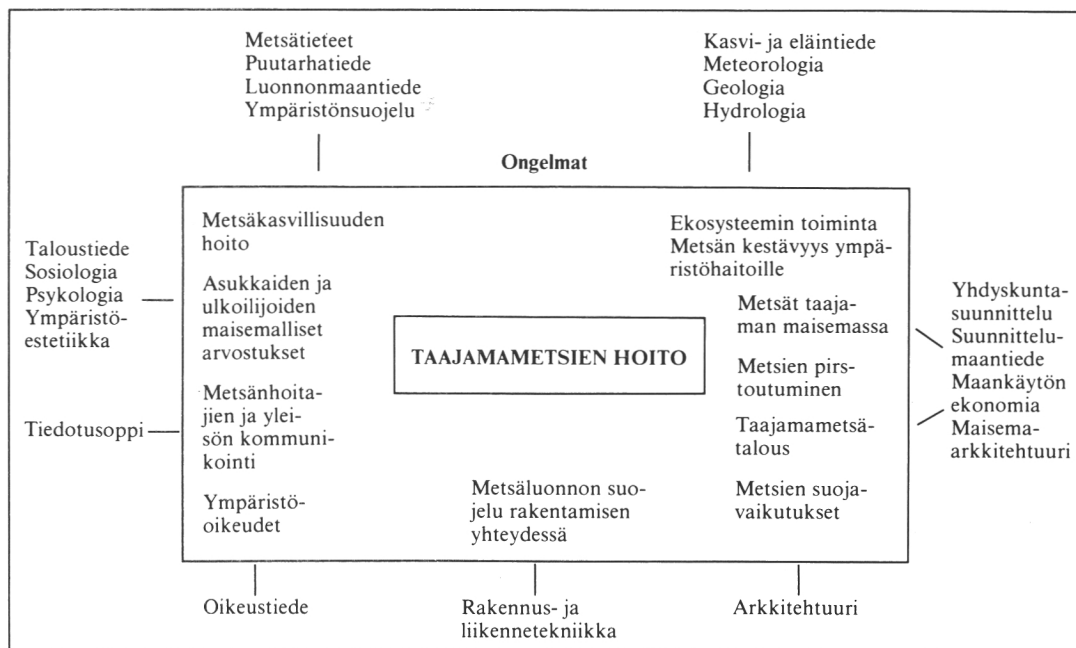 Metsätieteet
Puutarhatiede
Luonnonmaantiede
Ympäristönsuojelu
Kasvi- ja eläintiede
Meteorologia
Geologia
Hydrologia
Ongelmat
Taloustiede
Sosiologia
Psykologia
Ympäristö-
estetiikka
Tiedotusoppi
Metsäkasvillisuuden
hoito
Asukkaiden ja
ulkoilijoiden
maisemalliset
arvostukset
Metsänhoita-
jien ja ylei-
sön kommuni-
kointi
Ympäristö-
oikeudet
TAAJAMAMETSIEN HOITO
Metsäluonnon suo-
jelu rakentamisen
yhteydessä
Ekosysteemin toiminta
Metsän kestävyys ympä-
ristöhaitoille
Metsät taaja-
man maisemassa
Metsien pirs-
toutuminen
Taajamametsä-
talous
Metsien suoja-
vaikutukset
Yhdyskunta-
suunnittelu
Suunnittelu-
maantiede
Maankäytön
ekonomia
Maisema-
arkkitehtuuri
Oikeustiede
Rakennus- ja
liikennetekniikka
Arkkitehtuuri